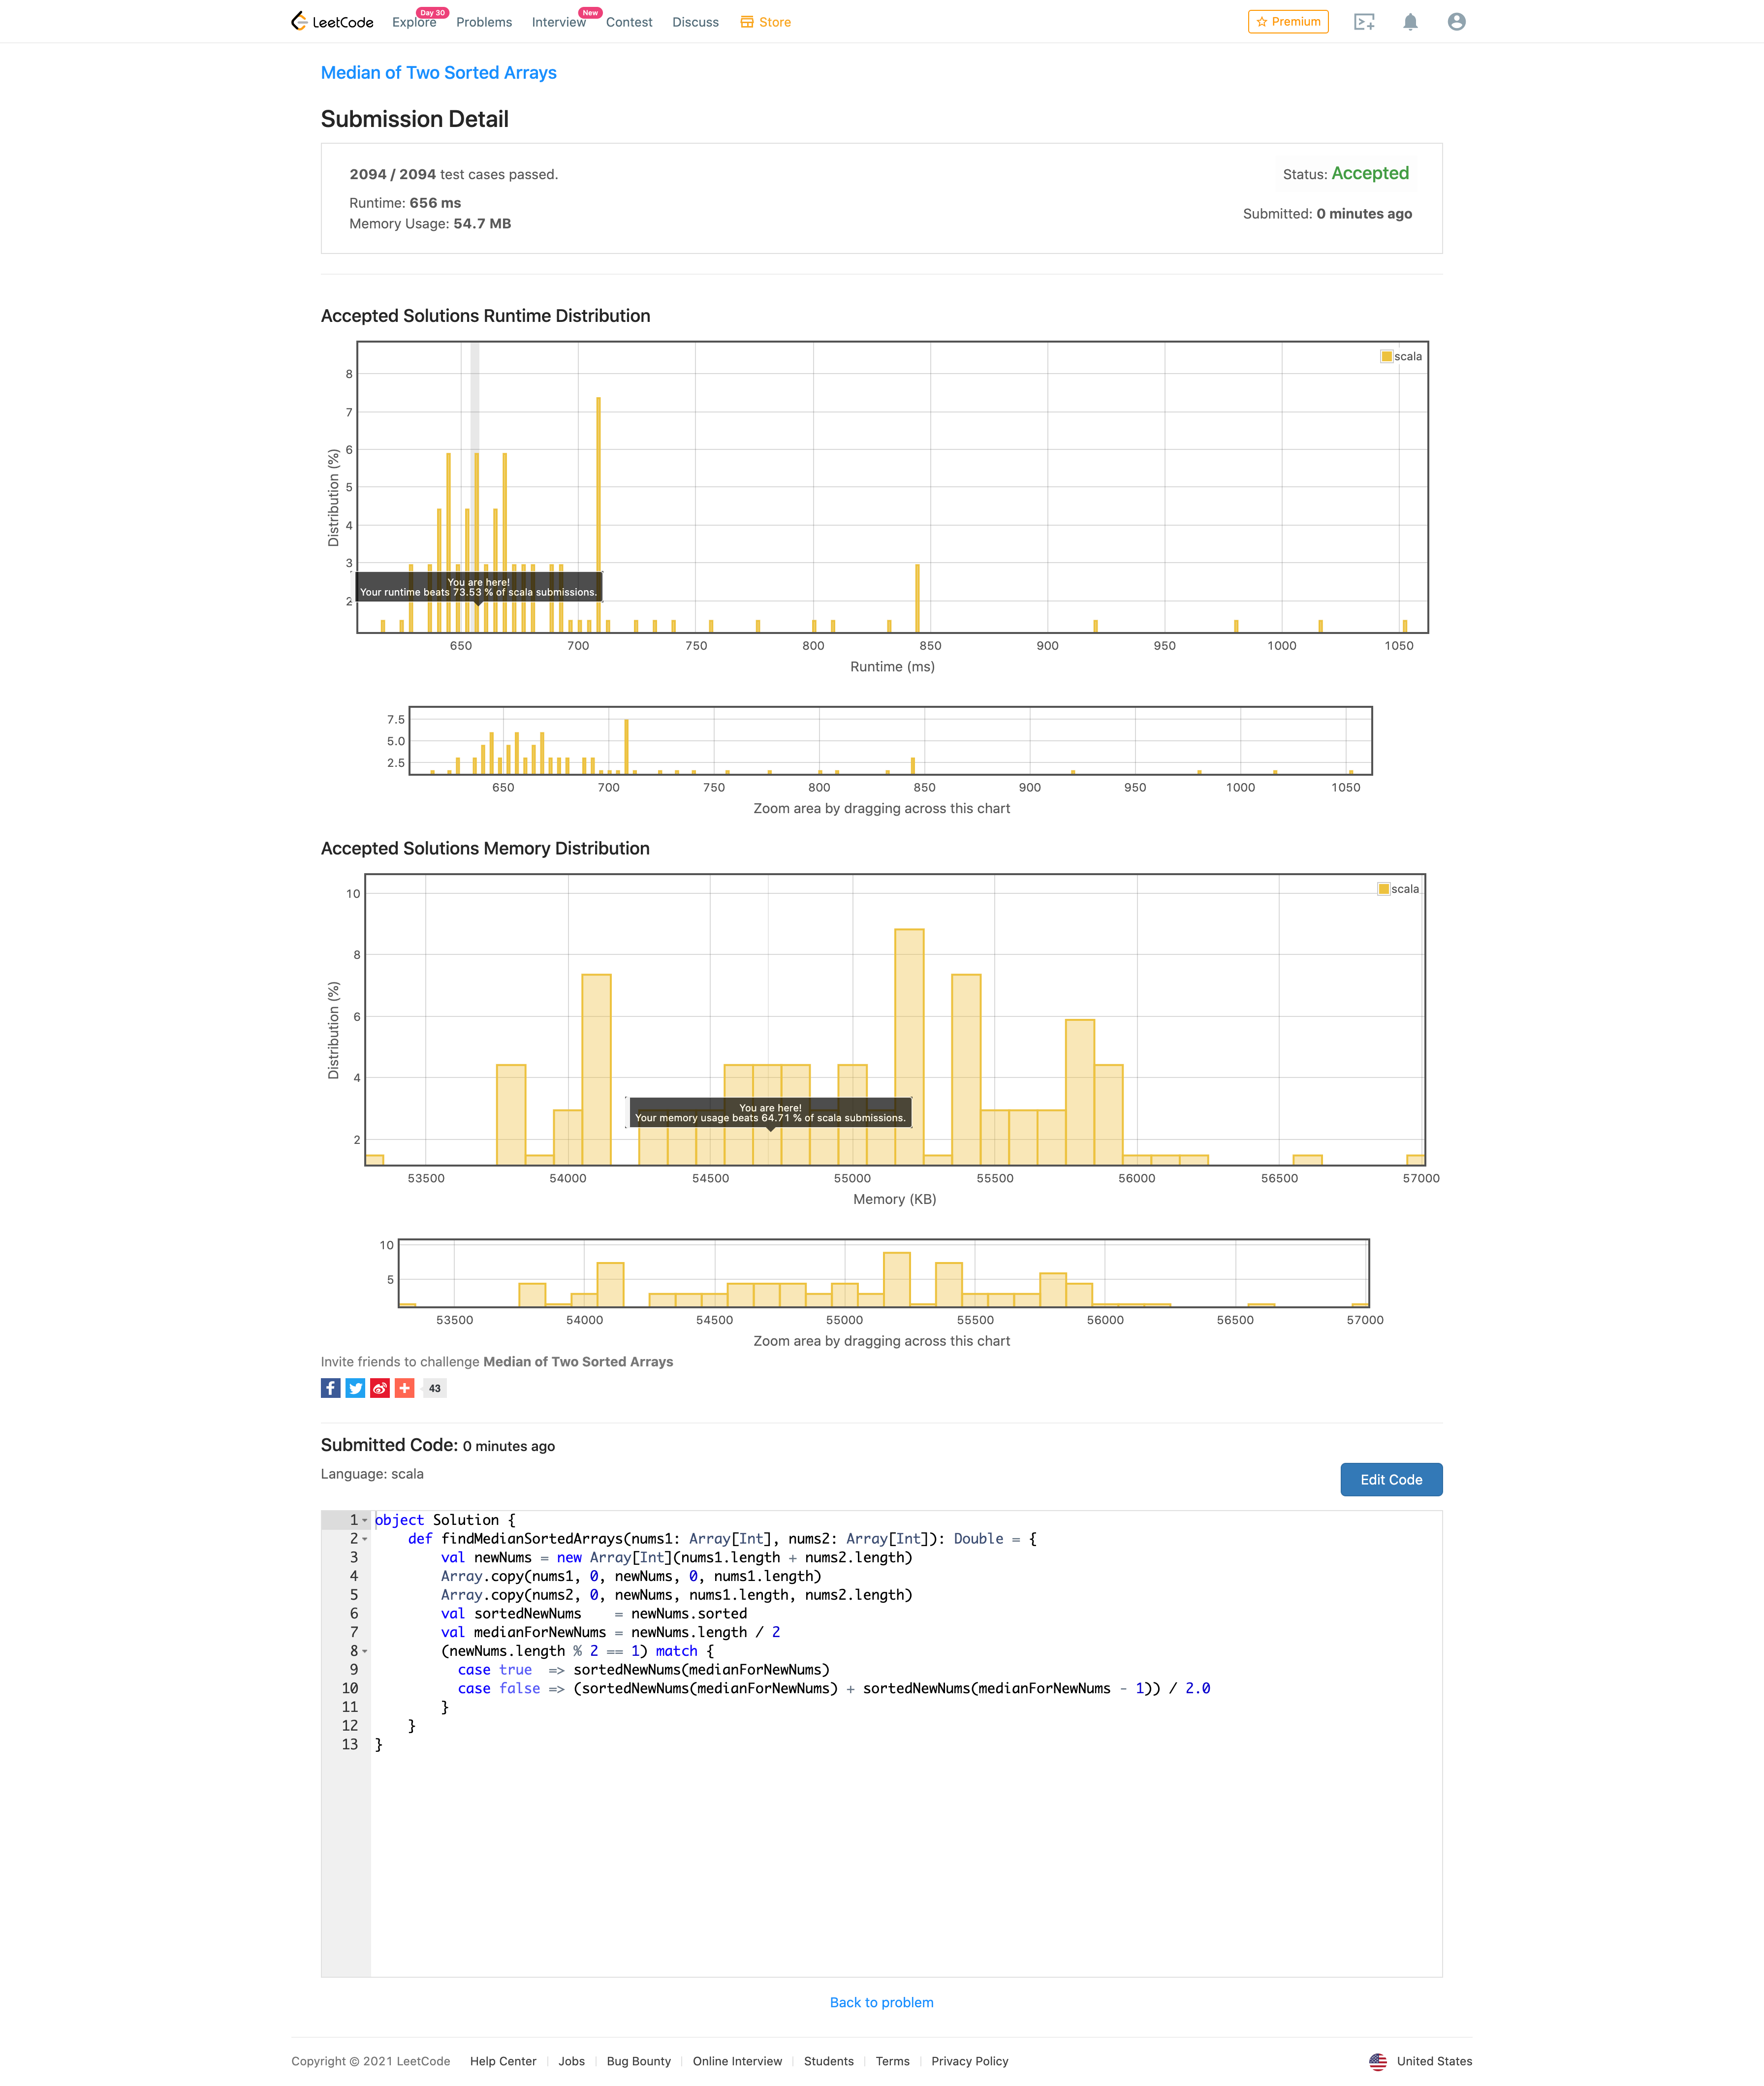 LeetCode Explore Day 30 Problems Interview New Contest Discuss Store Premium
Median of Two Sorted Arrays
Submission Detail
2094 / 2094 test cases passed. Status: Accepted
Runtime: 656 ms
Memory Usage: 54.7 MB Submitted: 0 minutes ago
Accepted Solutions Runtime Distribution
scala
Distribution (%)
8
7
6
5
4
3
2
You are here!
Your runtime beats 73.53 % of scala submissions.
650 700 750 800 850 900 950 1000 1050
Runtime (ms)
7.5
5.0
2.5
650 700 750 800 850 900 950 1000 1050
Zoom area by dragging across this chart
Accepted Solutions Memory Distribution
scala
Distribution (%)
10
8
6
4
2
You are here!
Your memory usage beats 64.71 % of scala submissions.
53500 54000 54500 55000 55500 56000 56500 57000
Memory (KB)
10
5
53500 54000 54500 55000 55500 56000 56500 57000
Zoom area by dragging across this chart
Invite friends to challenge Median of Two Sorted Arrays
43
Submitted Code: 0 minutes ago
Language: scala
Edit Code
1 object Solution {
2     def findMedianSortedArrays(nums1: Array[Int], nums2: Array[Int]): Double = {
3         val newNums = new Array[Int](nums1.length + nums2.length)
4         Array.copy(nums1, 0, newNums, 0, nums1.length)
5         Array.copy(nums2, 0, newNums, nums1.length, nums2.length)
6         val sortedNewNums    = newNums.sorted
7         val medianForNewNums = newNums.length / 2
8         (newNums.length % 2 == 1) match {
9           case true  => sortedNewNums(medianForNewNums)
10           case false => (sortedNewNums(medianForNewNums) + sortedNewNums(medianForNewNums - 1)) / 2.0
11         }
12     }
13 }
Back to problem
Copyright © 2021 LeetCode Help Center Jobs Bug Bounty Online Interview Students Terms Privacy Policy United States